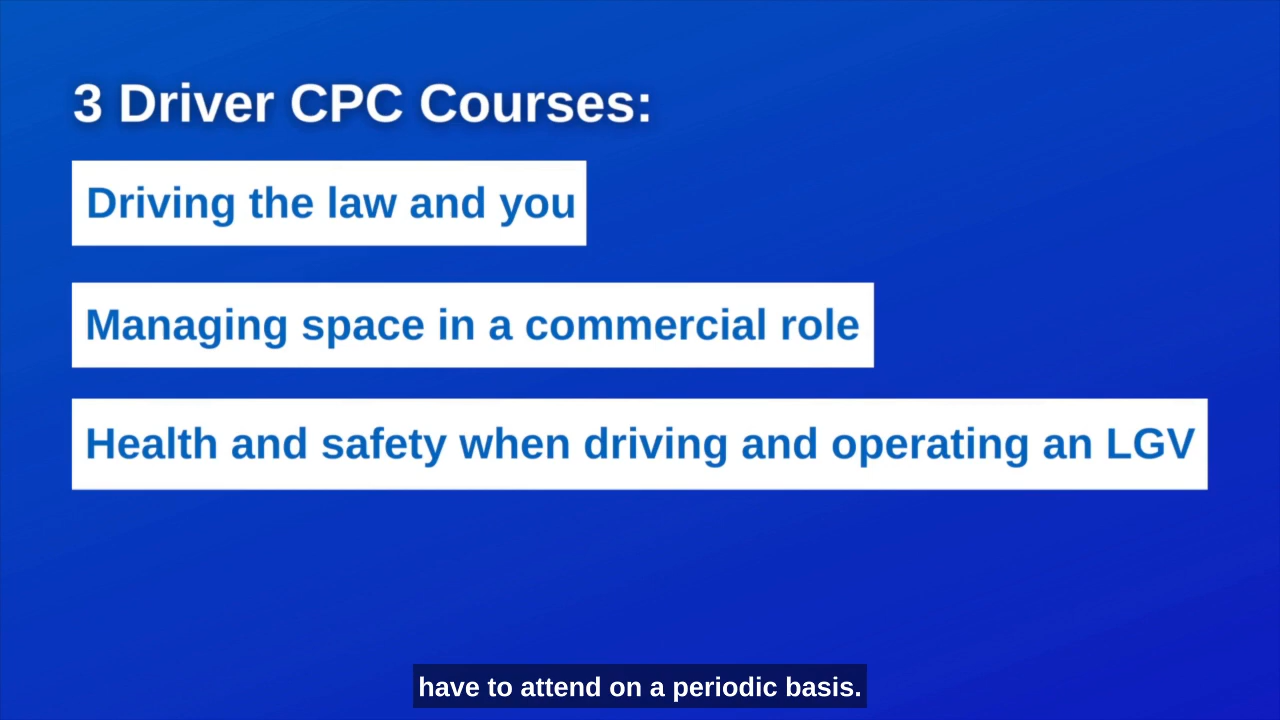 3 Driver CPC Courses:
Driving the law and you
Managing space in a commercial role
Health and safety when driving and operating an LGV
have to attend on a periodic basis.